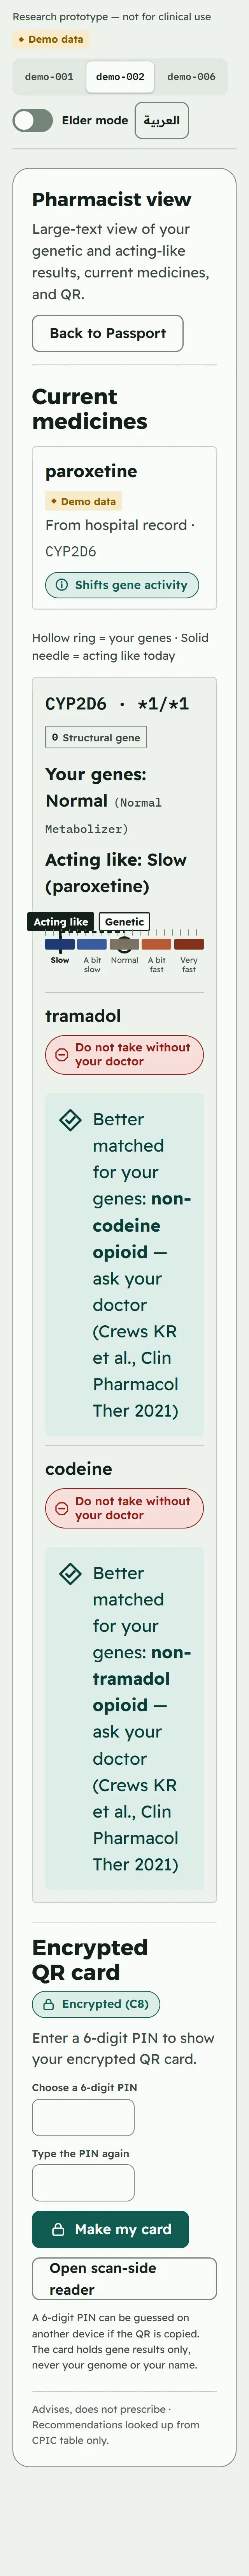 Research prototype — not for clinical use
Demo data
demo-001 demo-002 demo-006
Elder mode العربية
Pharmacist view
Large-text view of your
genetic and acting-like
results, current medicines,
and QR.
Back to Passport
Current
medicines
paroxetine
Demo data
From hospital record ·
CYP2D6
Shifts gene activity
Hollow ring = your genes · Solid
needle = acting like today
CYP2D6 · *1/*1
0 Structural gene
Your genes:
Normal (Normal
Metabolizer)
Acting like: Slow
(paroxetine)
Acting like Genetic
Slow A bit slow Normal A bit fast Very fast
tramadol
Do not take without
your doctor
Better
matched
for your
genes: non-
codeine
opioid —
ask your
doctor
(Crews KR
et al., Clin
Pharmacol
Ther 2021)
codeine
Do not take without
your doctor
Better
matched
for your
genes: non-
tramadol
opioid —
ask your
doctor
(Crews KR
et al., Clin
Pharmacol
Ther 2021)
Encrypted
QR card
Encrypted (C8)
Enter a 6-digit PIN to show
your encrypted QR card.
Choose a 6-digit PIN
Type the PIN again
Make my card
Open scan-side
reader
A 6-digit PIN can be guessed on
another device if the QR is copied.
The card holds gene results only,
never your genome or your name.
Advises, does not prescribe ·
Recommendations looked up from
CPIC table only.